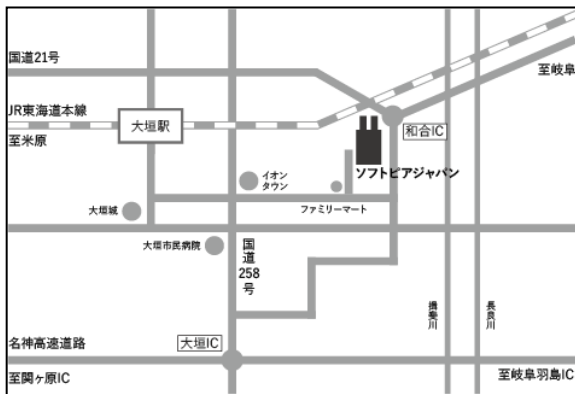 国道21号
至岐阜
JR東海道本線
大垣駅
和合IC
至米原
イオン
タウン
ソフトピアジャパン
大垣城
ファミリーマート
大垣市民病院
国道258号
揖斐川
長良川
名神高速道路
大垣IC
至関ヶ原IC
至岐阜羽島IC